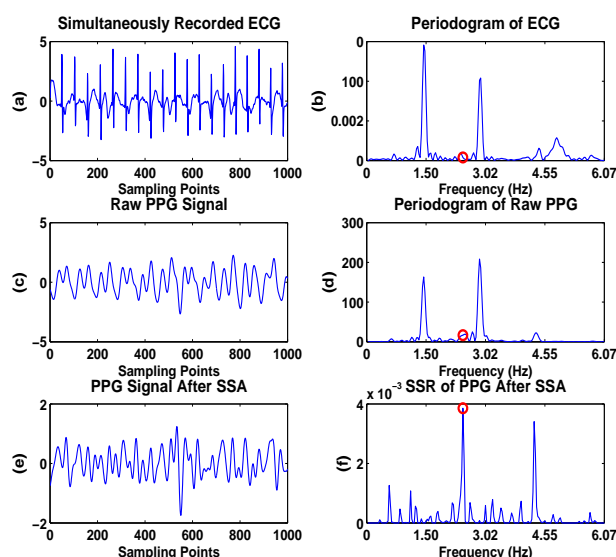 Simultaneously Recorded ECG
5
0
−5
(a)
0 200 400 600 800 1000
Sampling Points
Periodogram of ECG
0
100
0.002
(b)
0 1.50 3.02 4.55 6.07
Frequency (Hz)
Raw PPG Signal
5
0
−5
(c)
0 200 400 600 800 1000
Sampling Points
Periodogram of Raw PPG
300
200
100
0
(d)
0 1.50 3.02 4.55 6.07
Frequency (Hz)
PPG Signal After SSA
2
0
−2
(e)
0 200 400 600 800 1000
Sampling Points
x 10⁻³ SSR of PPG After SSA
4
2
0
(f)
0 1.50 3.02 4.55 6.07
Frequency (Hz)